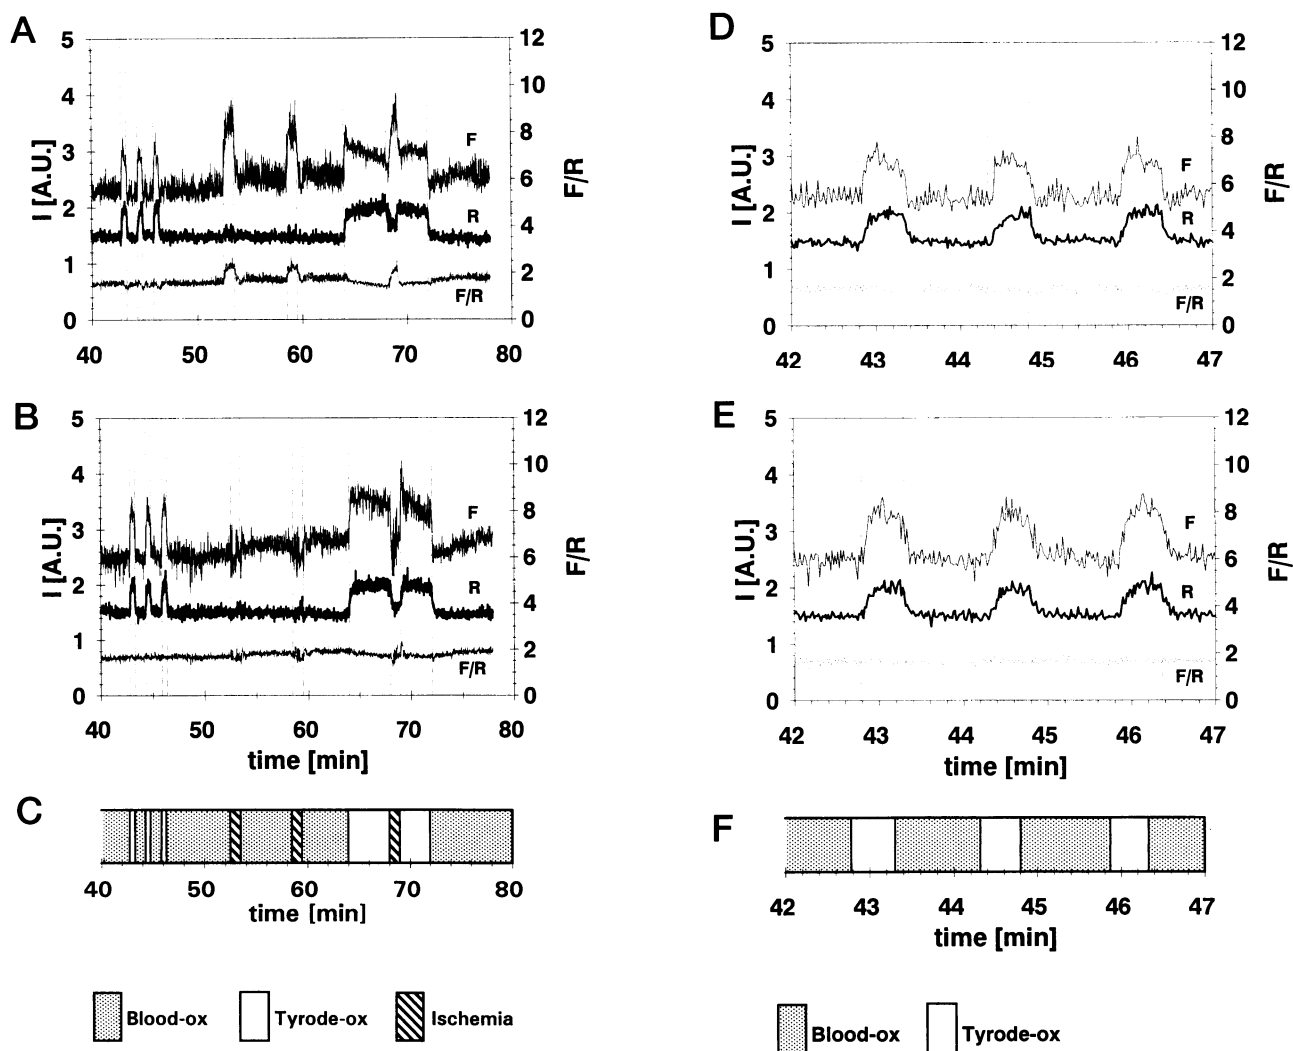 A
5
4
3
2
1
0
I [A.U.]
12
10
8
6
4
2
0
F/R
F
R
F/R
40 50 60 70 80
B
5
4
3
2
1
0
I [A.U.]
12
10
8
6
4
2
0
F/R
F
R
F/R
40 50 60 70 80
time [min]
C
40 50 60 70 80
time [min]
Blood-ox Tyrode-ox Ischemia
D
5
4
3
2
1
0
I [A.U.]
12
10
8
6
4
2
0
F/R
F
R
F/R
42 43 44 45 46 47
E
5
4
3
2
1
0
I [A.U.]
12
10
8
6
4
2
0
F/R
F
R
F/R
42 43 44 45 46 47
time [min]
F
42 43 44 45 46 47
time [min]
Blood-ox Tyrode-ox